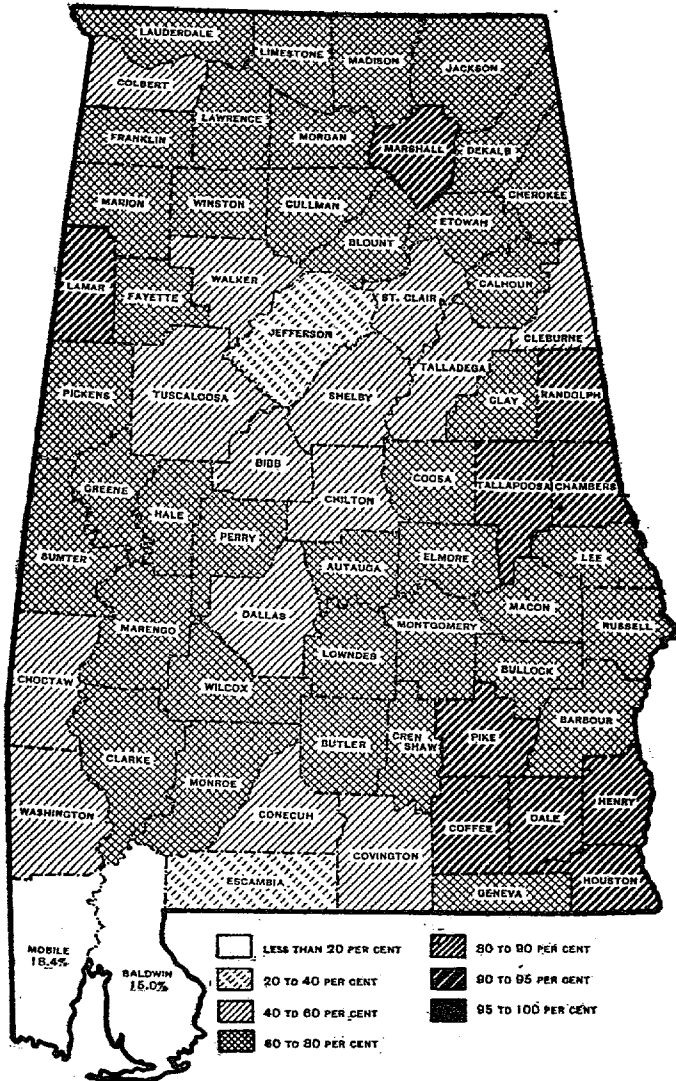 LAUDERDALE
LIMESTONE
MADISON
JACKSON
COLBERT
LAWRENCE
FRANKLIN
MORGAN
MARSHALL
DEKALB
CHEROKEE
MARION
WINSTON
CULLMAN
ETOWAH
BLOUNT
LAMAR
FAYETTE
WALKER
ST. CLAIR
CALHOUN
JEFFERSON
CLEBURNE
TALLADEGA
PICKENS
TUSCALOOSA
SHELBY
CLAY
RANDOLPH
BIBB
GREENE
COOSA
TALLAPOOSA
CHAMBERS
CHILTON
HALE
PERRY
SUMTER
AUTAUGA
ELMORE
LEE
DALLAS
MACON
MARENGO
MONTGOMERY
RUSSELL
LOWNDES
BULLOCK
CHOCTAW
WILCOX
BARBOUR
PIKE
BUTLER
CREN
SHAW
CLARKE
MONROE
WASHINGTON
HENRY
CONECUH
COFFEE
DALE
COVINGTON
ESCAMBIA
GENEVA
HOUSTON
MOBILE
18.4%
BALDWIN
15.0%
LESS THAN 20 PER CENT
20 TO 40 PER CENT
40 TO 60 PER CENT
60 TO 80 PER CENT
80 TO 90 PER CENT
90 TO 95 PER CENT
95 TO 100 PER CENT